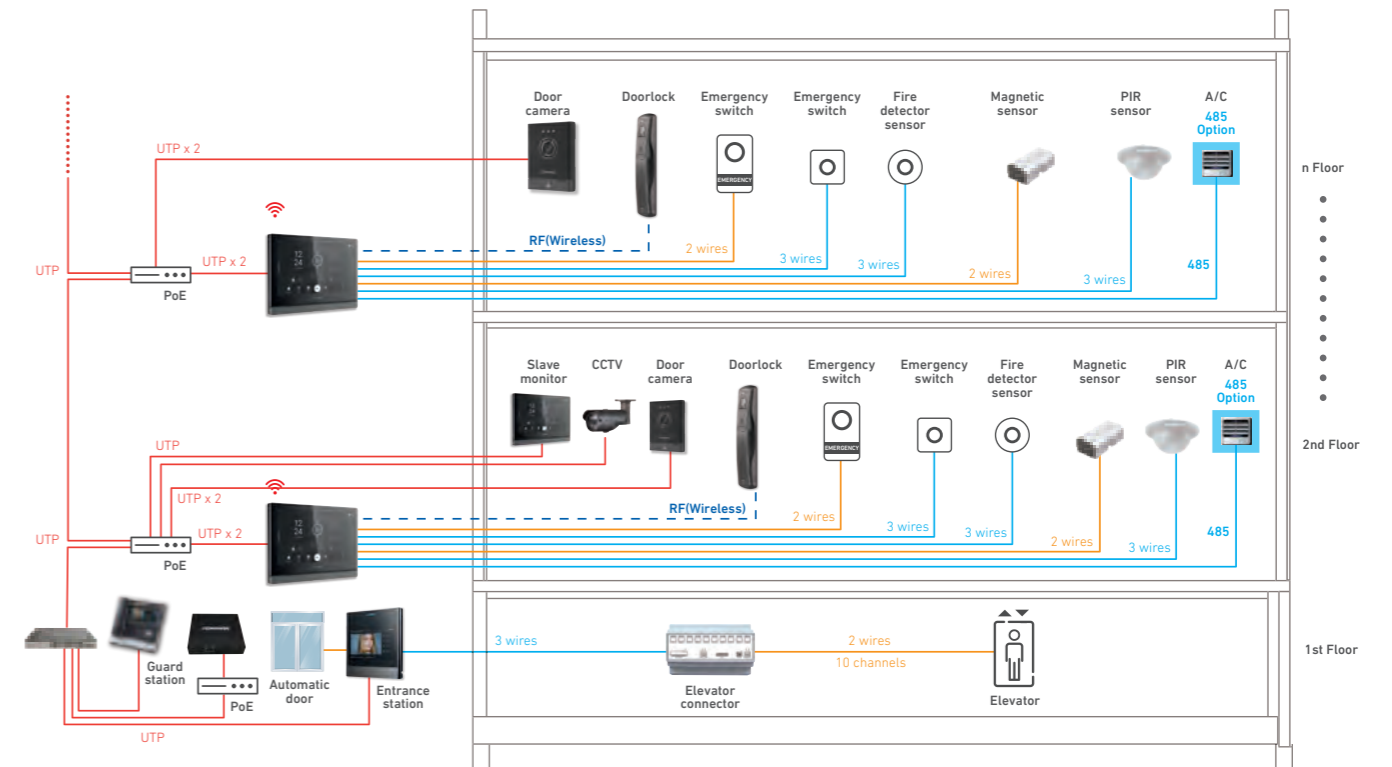 Door
camera
Doorlock
Emergency
switch
Emergency
switch
Fire
detector
sensor
Magnetic
sensor
PIR
sensor
A/C
485
Option
UTP x 2
EMERGENCY
n Floor
RF(Wireless)
2 wires
3 wires
3 wires
2 wires
3 wires
485
UTP
UTP x 2
PoE
12
24
Slave
monitor
CCTV
Door
camera
Doorlock
Emergency
switch
Emergency
switch
Fire
detector
sensor
Magnetic
sensor
PIR
sensor
A/C
485
Option
EMERGENCY
2nd Floor
UTP
UTP x 2
RF(Wireless)
2 wires
3 wires
3 wires
2 wires
3 wires
485
UTP
UTP x 2
PoE
12
24
Guard
station
PoE
Automatic
door
Entrance
station
UTP
3 wires
Elevator
connector
2 wires
10 channels
Elevator
1st Floor